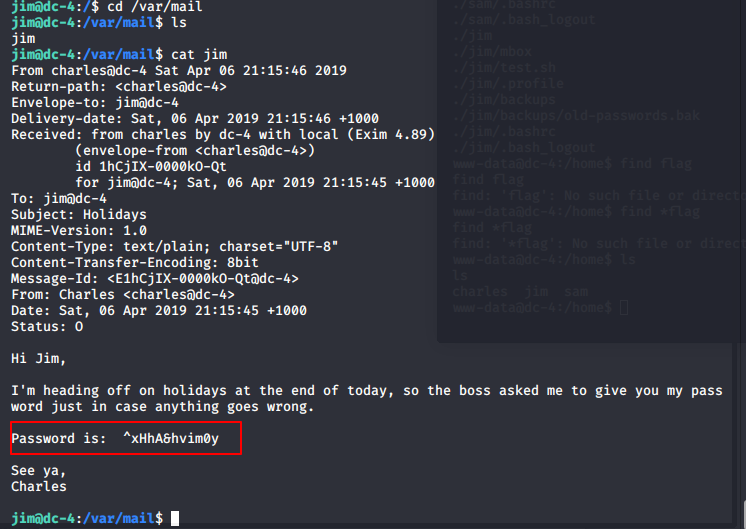 jim@dc-4:/$ cd /var/mail
jim@dc-4:/var/mail$ ls
jim
jim@dc-4:/var/mail$ cat jim
From charles@dc-4 Sat Apr 06 21:15:46 2019
Return-path: <charles@dc-4>
Envelope-to: jim@dc-4
Delivery-date: Sat, 06 Apr 2019 21:15:46 +1000
Received: from charles by dc-4 with local (Exim 4.89)
(envelope-from <charles@dc-4>)
id 1hCjIX-0000kO-Qt
for jim@dc-4; Sat, 06 Apr 2019 21:15:45 +1000
To: jim@dc-4
Subject: Holidays
MIME-Version: 1.0
Content-Type: text/plain; charset="UTF-8"
Content-Transfer-Encoding: 8bit
Message-Id: <E1hCjIX-0000kO-Qt@dc-4>
From: Charles <charles@dc-4>
Date: Sat, 06 Apr 2019 21:15:45 +1000
Status: O
Hi Jim,
I'm heading off on holidays at the end of today, so the boss asked me to give you my pass
word just in case anything goes wrong.
Password is:  ^xHhA&hvim0y
See ya,
Charles
jim@dc-4:/var/mail$
./sam/.bashrc
./sam/.bash_logout
./jim
./jim/mbox
./jim/test.sh
./jim/.profile
./jim/backups
./jim/backups/old-passwords.bak
./jim/.bashrc
./jim/.bash_logout
www-data@dc-4:/home$ find flag
find flag
find: 'flag': No such file or direct
www-data@dc-4:/home$ find *flag
find *flag
find: '*flag': No such file or direc
www-data@dc-4:/home$ ls
ls
charles  jim  sam
www-data@dc-4:/home$